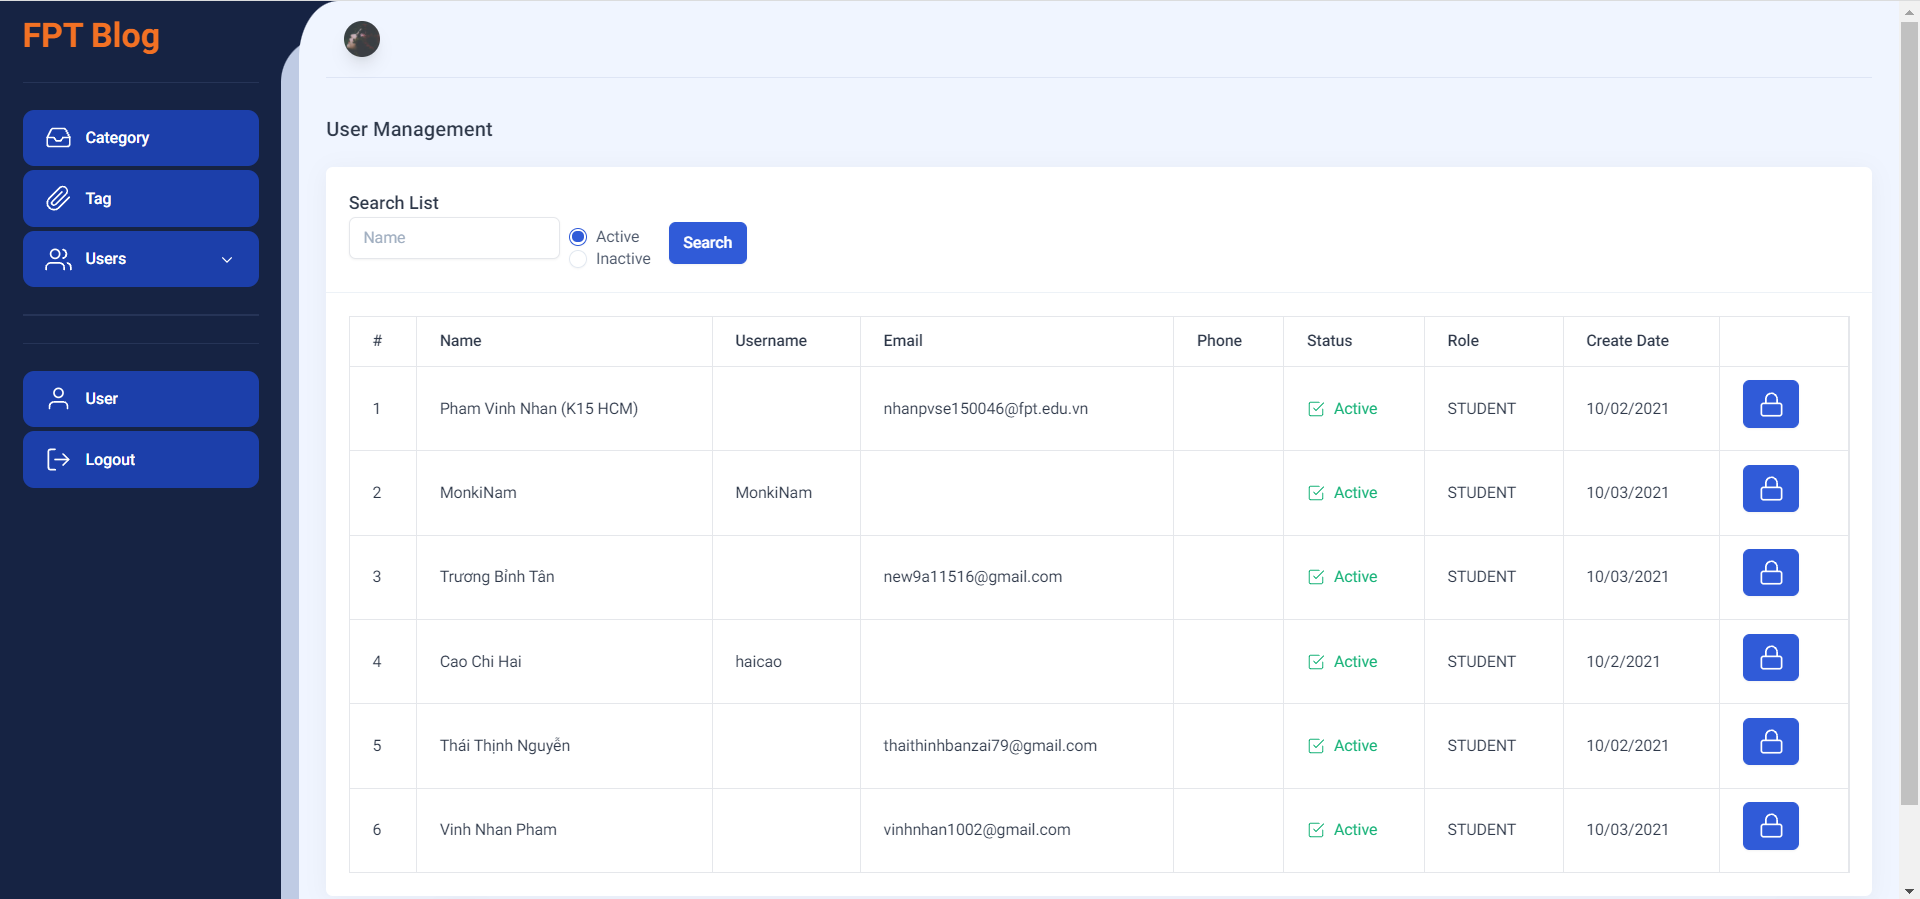 FPT Blog
Category
Tag
Users
User
Logout
User Management
Search List
Name
Active
Inactive
Search
# Name Username Email Phone Status Role Create Date
1 Pham Vinh Nhan (K15 HCM) nhanpvse150046@fpt.edu.vn Active STUDENT 10/02/2021
2 MonkiNam MonkiNam Active STUDENT 10/03/2021
3 Trương Bỉnh Tân new9a11516@gmail.com Active STUDENT 10/03/2021
4 Cao Chi Hai haicao Active STUDENT 10/2/2021
5 Thái Thịnh Nguyễn thaithinhbanzai79@gmail.com Active STUDENT 10/02/2021
6 Vinh Nhan Pham vinhnhan1002@gmail.com Active STUDENT 10/03/2021